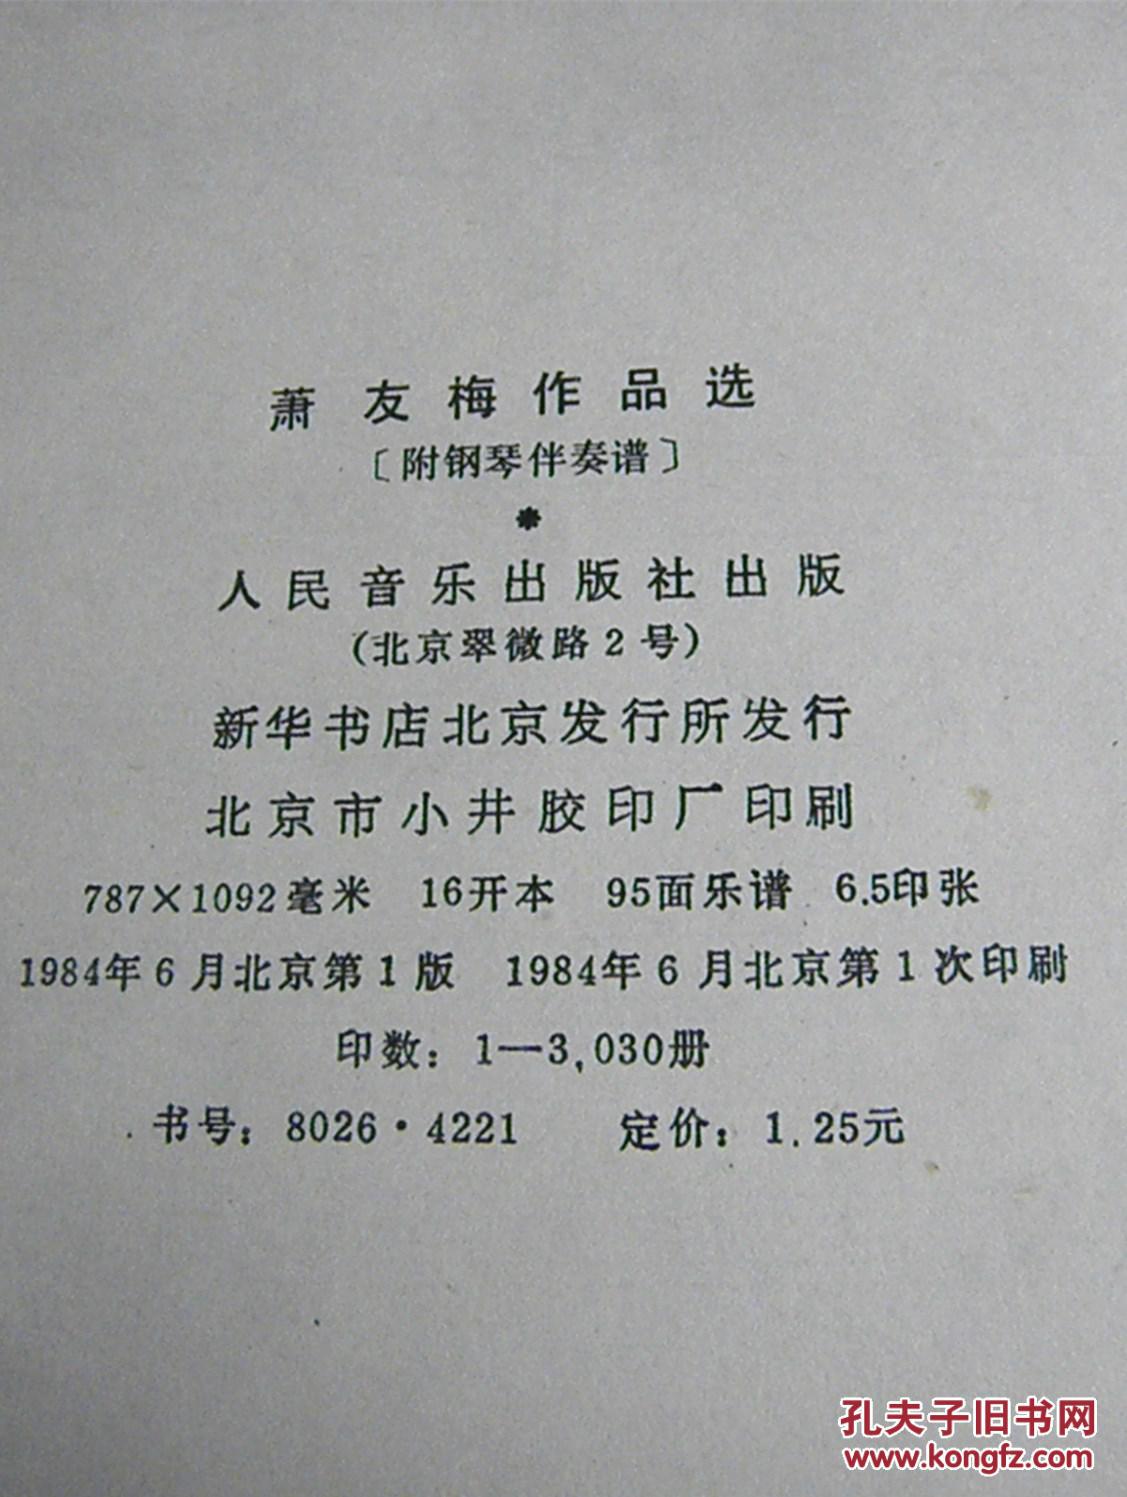 萧友梅作品选
〔附钢琴伴奏谱〕
*
人民音乐出版社出版
(北京翠微路2号)
新华书店北京发行所发行
北京市小井胶印厂印刷
787×1092毫米 16开本 95面乐谱 6.5印张
1984年6月北京第1版 1984年6月北京第1次印刷
印数：1—3,030册
书号：8026·4221 定价：1.25元
孔夫子旧书网
www.kongfz.com